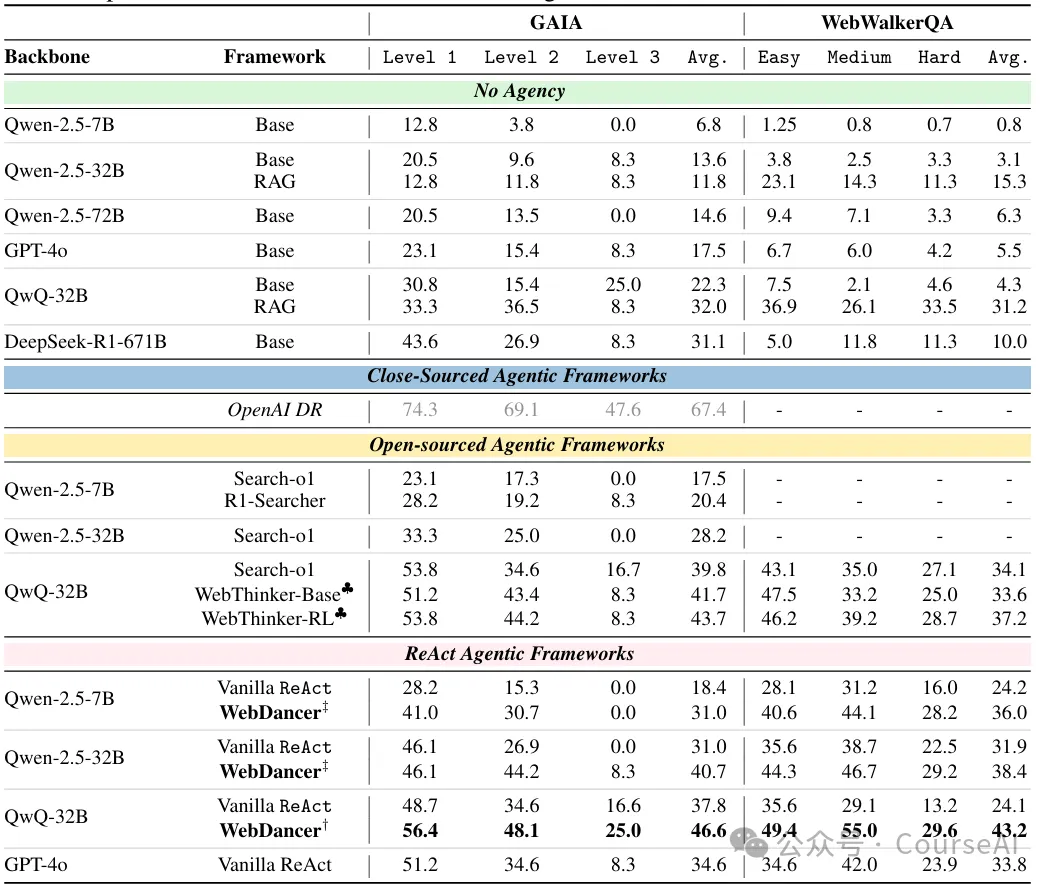 GAIA WebWalkerQA
Backbone Framework Level 1 Level 2 Level 3 Avg. Easy Medium Hard Avg.
No Agency
Qwen-2.5-7B Base 12.8 3.8 0.0 6.8 1.25 0.8 0.7 0.8
Qwen-2.5-32B
Base 20.5 9.6 8.3 13.6 3.8 2.5 3.3 3.1
RAG 12.8 11.8 8.3 11.8 23.1 14.3 11.3 15.3
Qwen-2.5-72B Base 20.5 13.5 0.0 14.6 9.4 7.1 3.3 6.3
GPT-4o Base 23.1 15.4 8.3 17.5 6.7 6.0 4.2 5.5
QwQ-32B
Base 30.8 15.4 25.0 22.3 7.5 2.1 4.6 4.3
RAG 33.3 36.5 8.3 32.0 36.9 26.1 33.5 31.2
DeepSeek-R1-671B Base 43.6 26.9 8.3 31.1 5.0 11.8 11.3 10.0
Close-Sourced Agentic Frameworks
OpenAI DR 74.3 69.1 47.6 67.4 - - - -
Open-sourced Agentic Frameworks
Qwen-2.5-7B
Search-o1 23.1 17.3 0.0 17.5 - - - -
R1-Searcher 28.2 19.2 8.3 20.4 - - - -
Qwen-2.5-32B Search-o1 33.3 25.0 0.0 28.2 - - - -
QwQ-32B
Search-o1 53.8 34.6 16.7 39.8 43.1 35.0 27.1 34.1
WebThinker-Base♣ 51.2 43.4 8.3 41.7 47.5 33.2 25.0 33.6
WebThinker-RL♣ 53.8 44.2 8.3 43.7 46.2 39.2 28.7 37.2
ReAct Agentic Frameworks
Qwen-2.5-7B
Vanilla ReAct 28.2 15.3 0.0 18.4 28.1 31.2 16.0 24.2
WebDancer‡ 41.0 30.7 0.0 31.0 40.6 44.1 28.2 36.0
Qwen-2.5-32B
Vanilla ReAct 46.1 26.9 0.0 31.0 35.6 38.7 22.5 31.9
WebDancer‡ 46.1 44.2 8.3 40.7 44.3 46.7 29.2 38.4
QwQ-32B
Vanilla ReAct 48.7 34.6 16.6 37.8 35.6 29.1 13.2 24.1
WebDancer† 56.4 48.1 25.0 46.6 49.4 55.0 29.6 43.2
GPT-4o Vanilla ReAct 51.2 34.6 8.3 34.6 34.6 42.0 23.9 33.8
公众号 · CourseAI